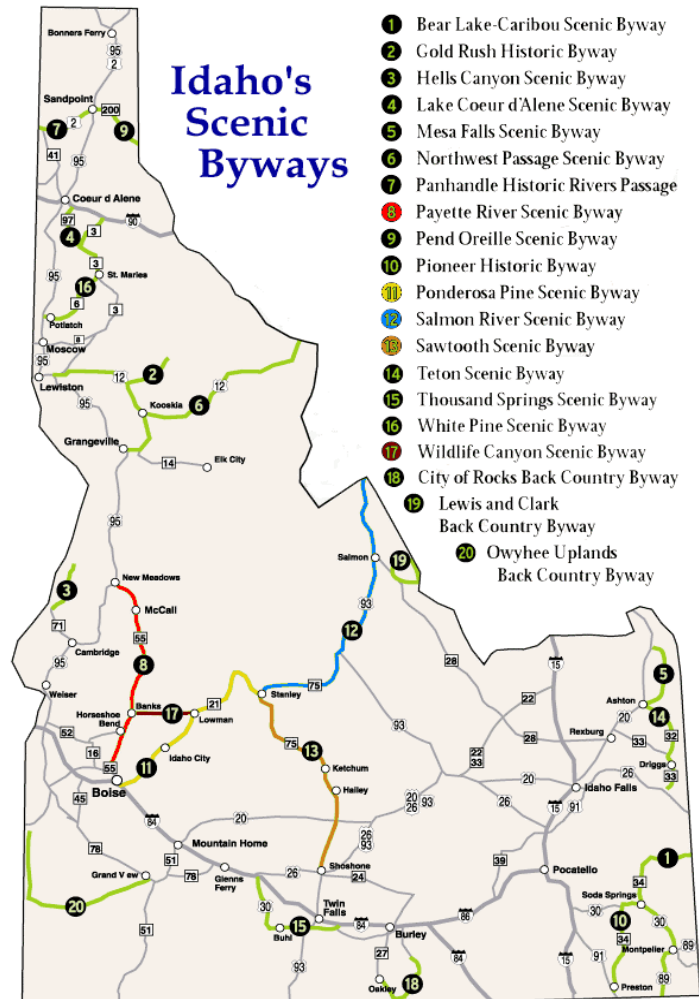 Idaho's
Scenic
Byways
1 Bear Lake-Caribou Scenic Byway
2 Gold Rush Historic Byway
3 Hells Canyon Scenic Byway
4 Lake Coeur d'Alene Scenic Byway
5 Mesa Falls Scenic Byway
6 Northwest Passage Scenic Byway
7 Panhandle Historic Rivers Passage
8 Payette River Scenic Byway
9 Pend Oreille Scenic Byway
10 Pioneer Historic Byway
11 Ponderosa Pine Scenic Byway
12 Salmon River Scenic Byway
13 Sawtooth Scenic Byway
14 Teton Scenic Byway
15 Thousand Springs Scenic Byway
16 White Pine Scenic Byway
17 Wildlife Canyon Scenic Byway
18 City of Rocks Back Country Byway
19 Lewis and Clark
Back Country Byway
20 Owyhee Uplands
Back Country Byway
Bonners Ferry
95
2
Sandpoint
200
7
2
9
41
95
Coeur d Alene
97
3
90
4
3
95
St. Maries
16
6
3
Potlatch
8
Moscow
95
Lewiston
12
2
12
95
Kooskia
6
Grangeville
14
Elk City
95
Salmon
19
3
New Meadows
McCall
93
71
55
12
Cambridge
8
28
15
95
5
Weiser
75
Stanley
21
22
Ashton
Banks
17
Lowman
14
Horseshoe
Bend
20
52
93
Rexburg
32
16
75
13
28
33
Idaho City
22
33
Driggs
55
11
Ketchum
33
20
26
Boise
Hailey
Idaho Falls
45
20
26
93
26
15
91
84
20
26
93
78
51
Mountain Home
39
Shoshone
1
Grand V ew
78
Glenns
Ferry
26
24
Pocatello
34
Soda Springs
20
30
Twin
Falls
86
30
30
10
15
84
51
Buhl
Burley
34
Montpelier
89
27
84
91
93
15
Oakley
18
89
Preston